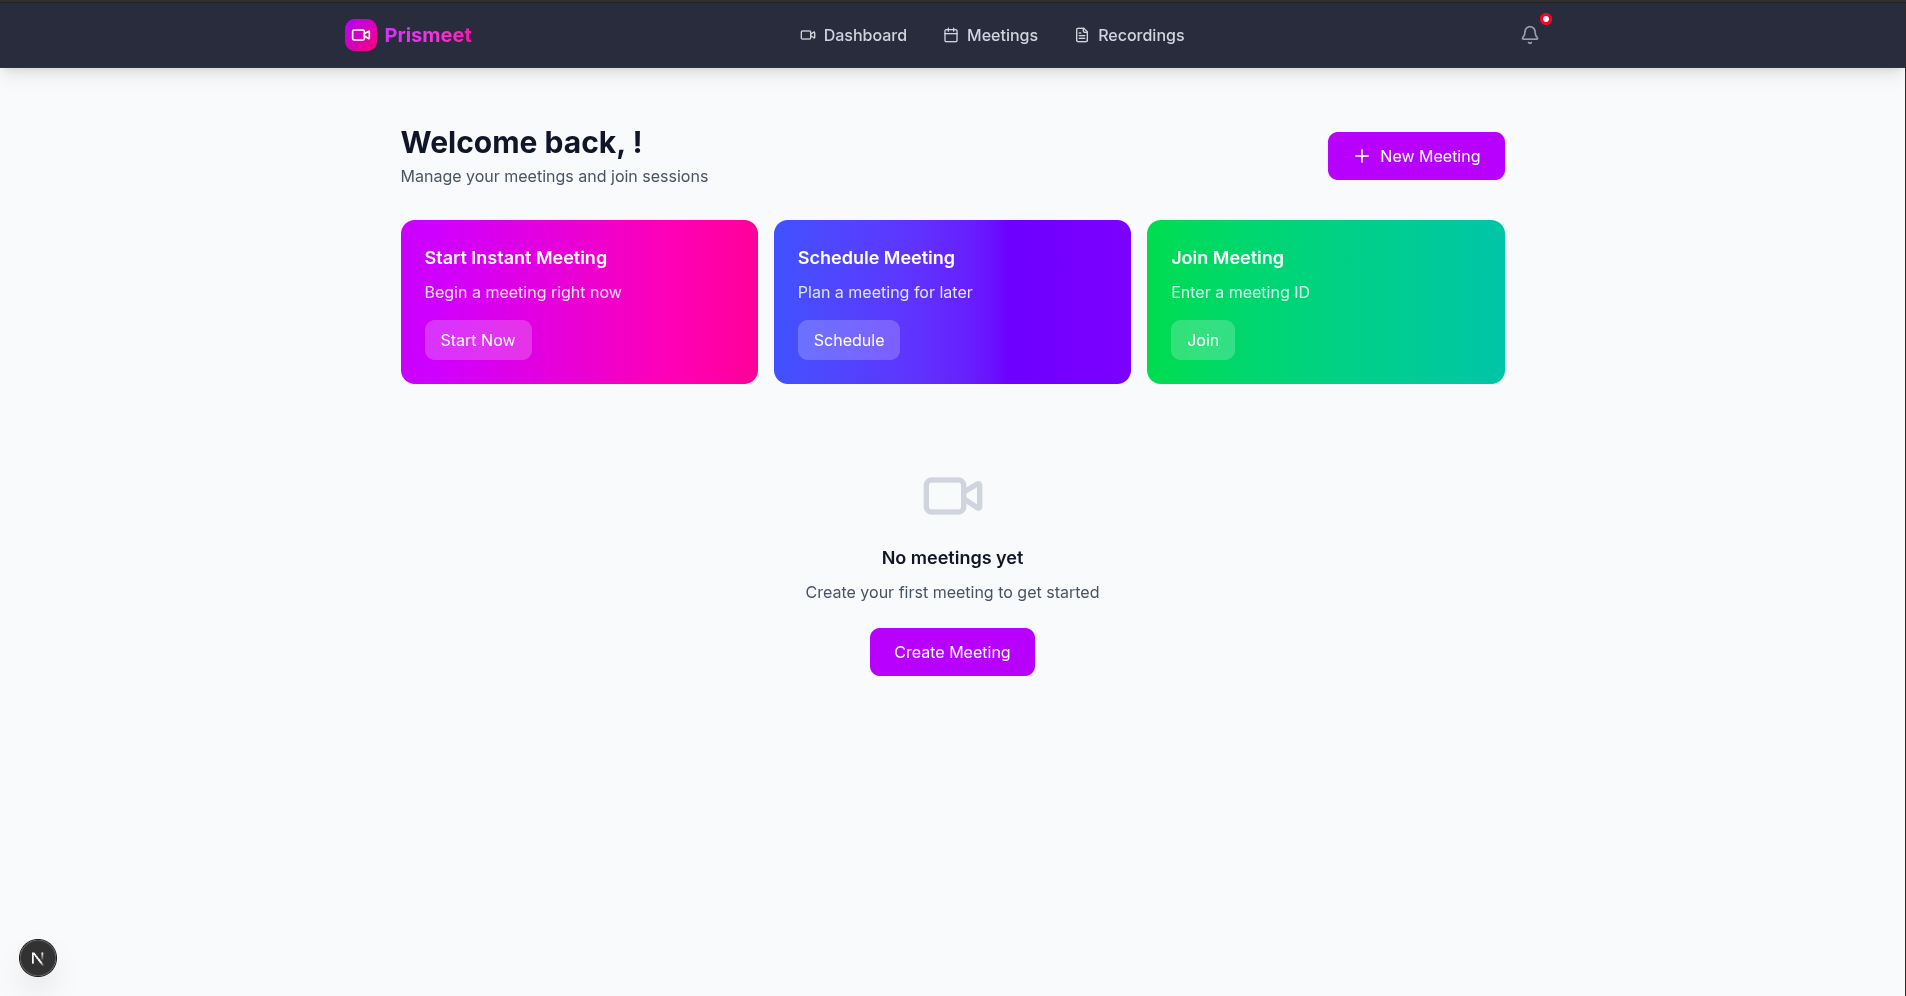 Prismeet
Dashboard
Meetings
Recordings
Welcome back, !
Manage your meetings and join sessions
New Meeting
Start Instant Meeting
Begin a meeting right now
Start Now
Schedule Meeting
Plan a meeting for later
Schedule
Join Meeting
Enter a meeting ID
Join
No meetings yet
Create your first meeting to get started
Create Meeting
N